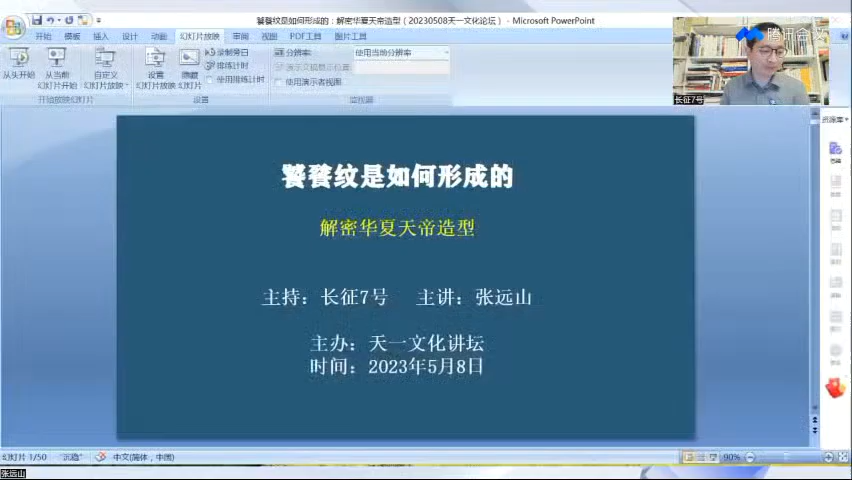 饕餮纹是如何形成的：解密华夏天帝造型（20230508天一文化论坛） - Microsoft PowerPoint
开始 模板 插入 设计 动画 幻灯片放映 审阅 视图 PDF工具 图片工具
腾讯会议
从头开始 从当前幻灯片开始 自定义幻灯片放映 设置幻灯片放映 隐藏幻灯片
录制旁白
排练计时
使用排练计时
分辨率: 使用当前分辨率
使用演示者视图
开始放映幻灯片 设置 监视器
长征7号
资源库
饕餮纹是如何形成的
解密华夏天帝造型
主持：长征7号 主讲：张远山
主办：天一文化讲坛
时间：2023年5月8日
幻灯片 1/50 "沉稳" 中文(简体，中国) 90%
张远山